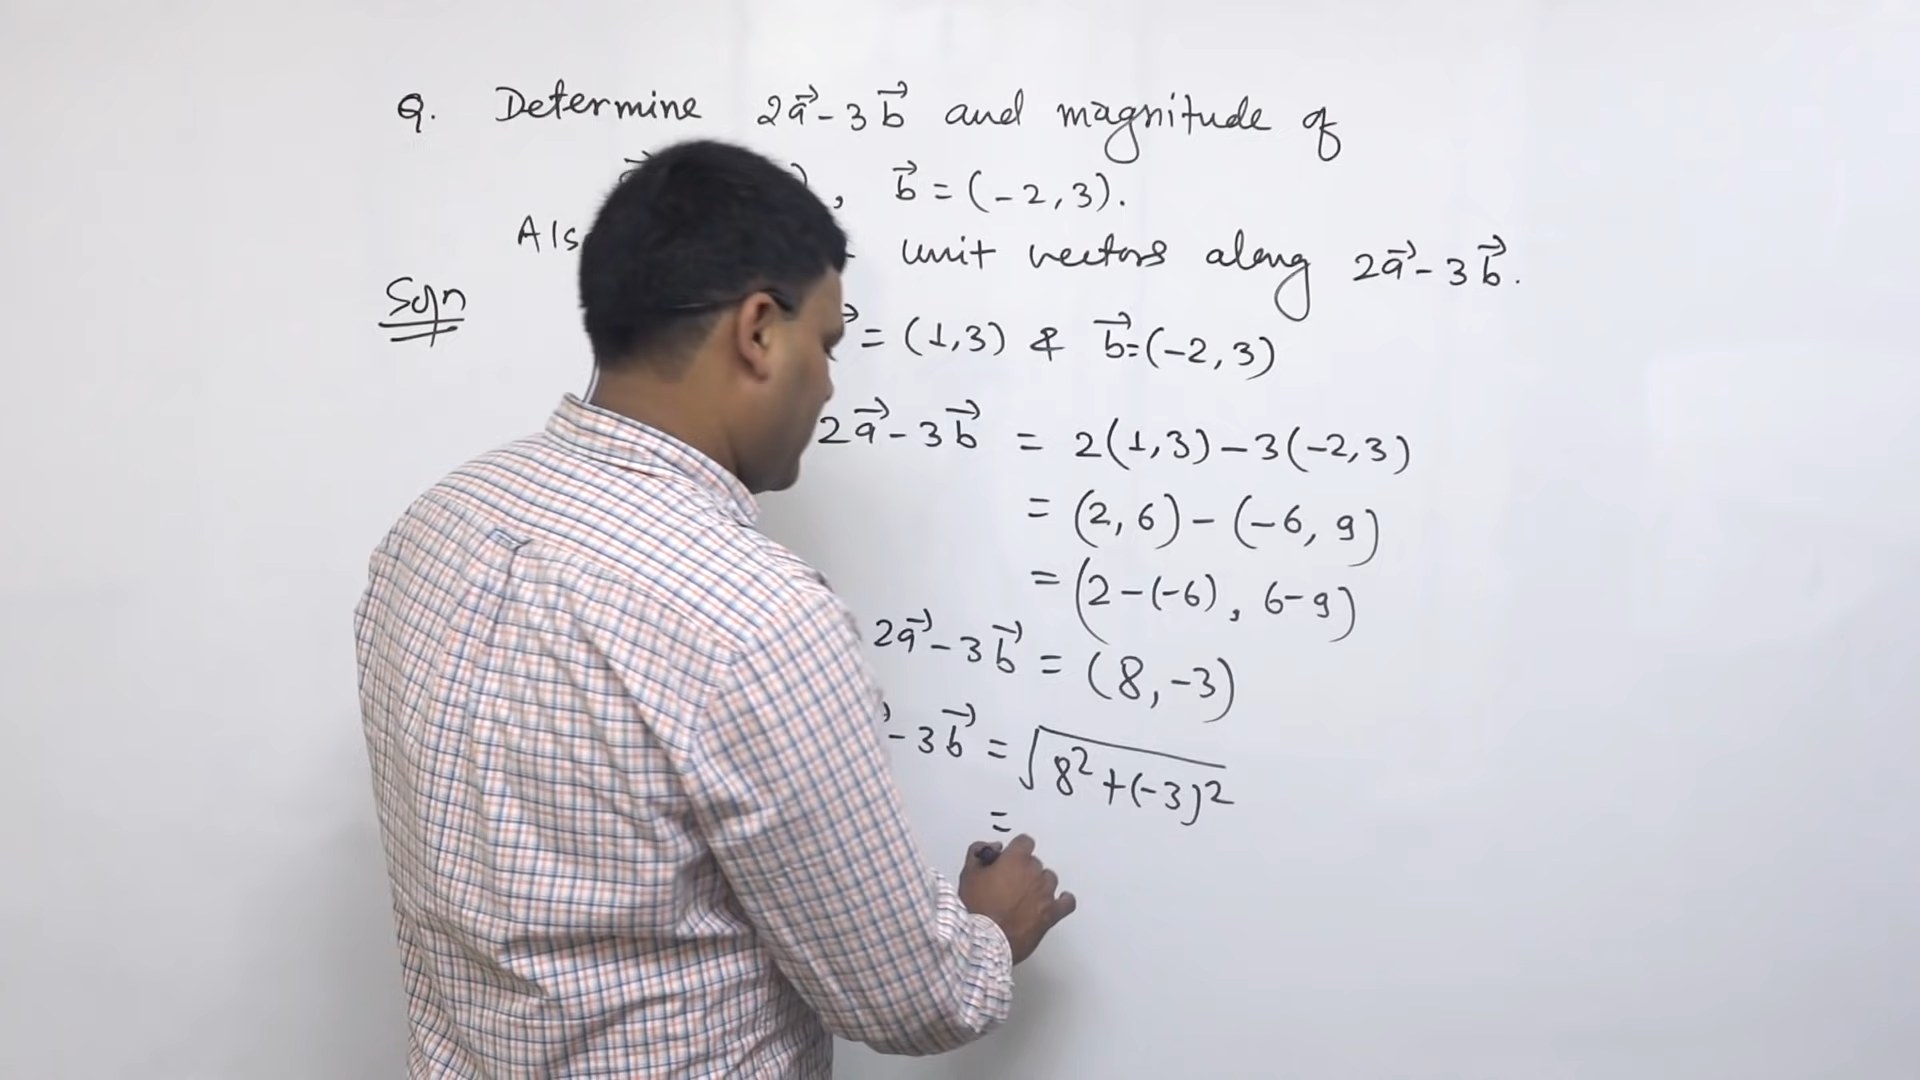 Q. Determine 2a⃗ - 3b⃗ and magnitude of
, b⃗ = (-2, 3).
unit vectors along 2a⃗ - 3b⃗.
Soln
= (1,3) & b⃗ = (-2, 3)
2a⃗ - 3b⃗ = 2(1,3) - 3(-2,3)
= (2, 6) - (-6, 9)
= (2-(-6), 6-9)
2a⃗ - 3b⃗ = (8, -3)
- 3b⃗ = √(8² + (-3)²)
=